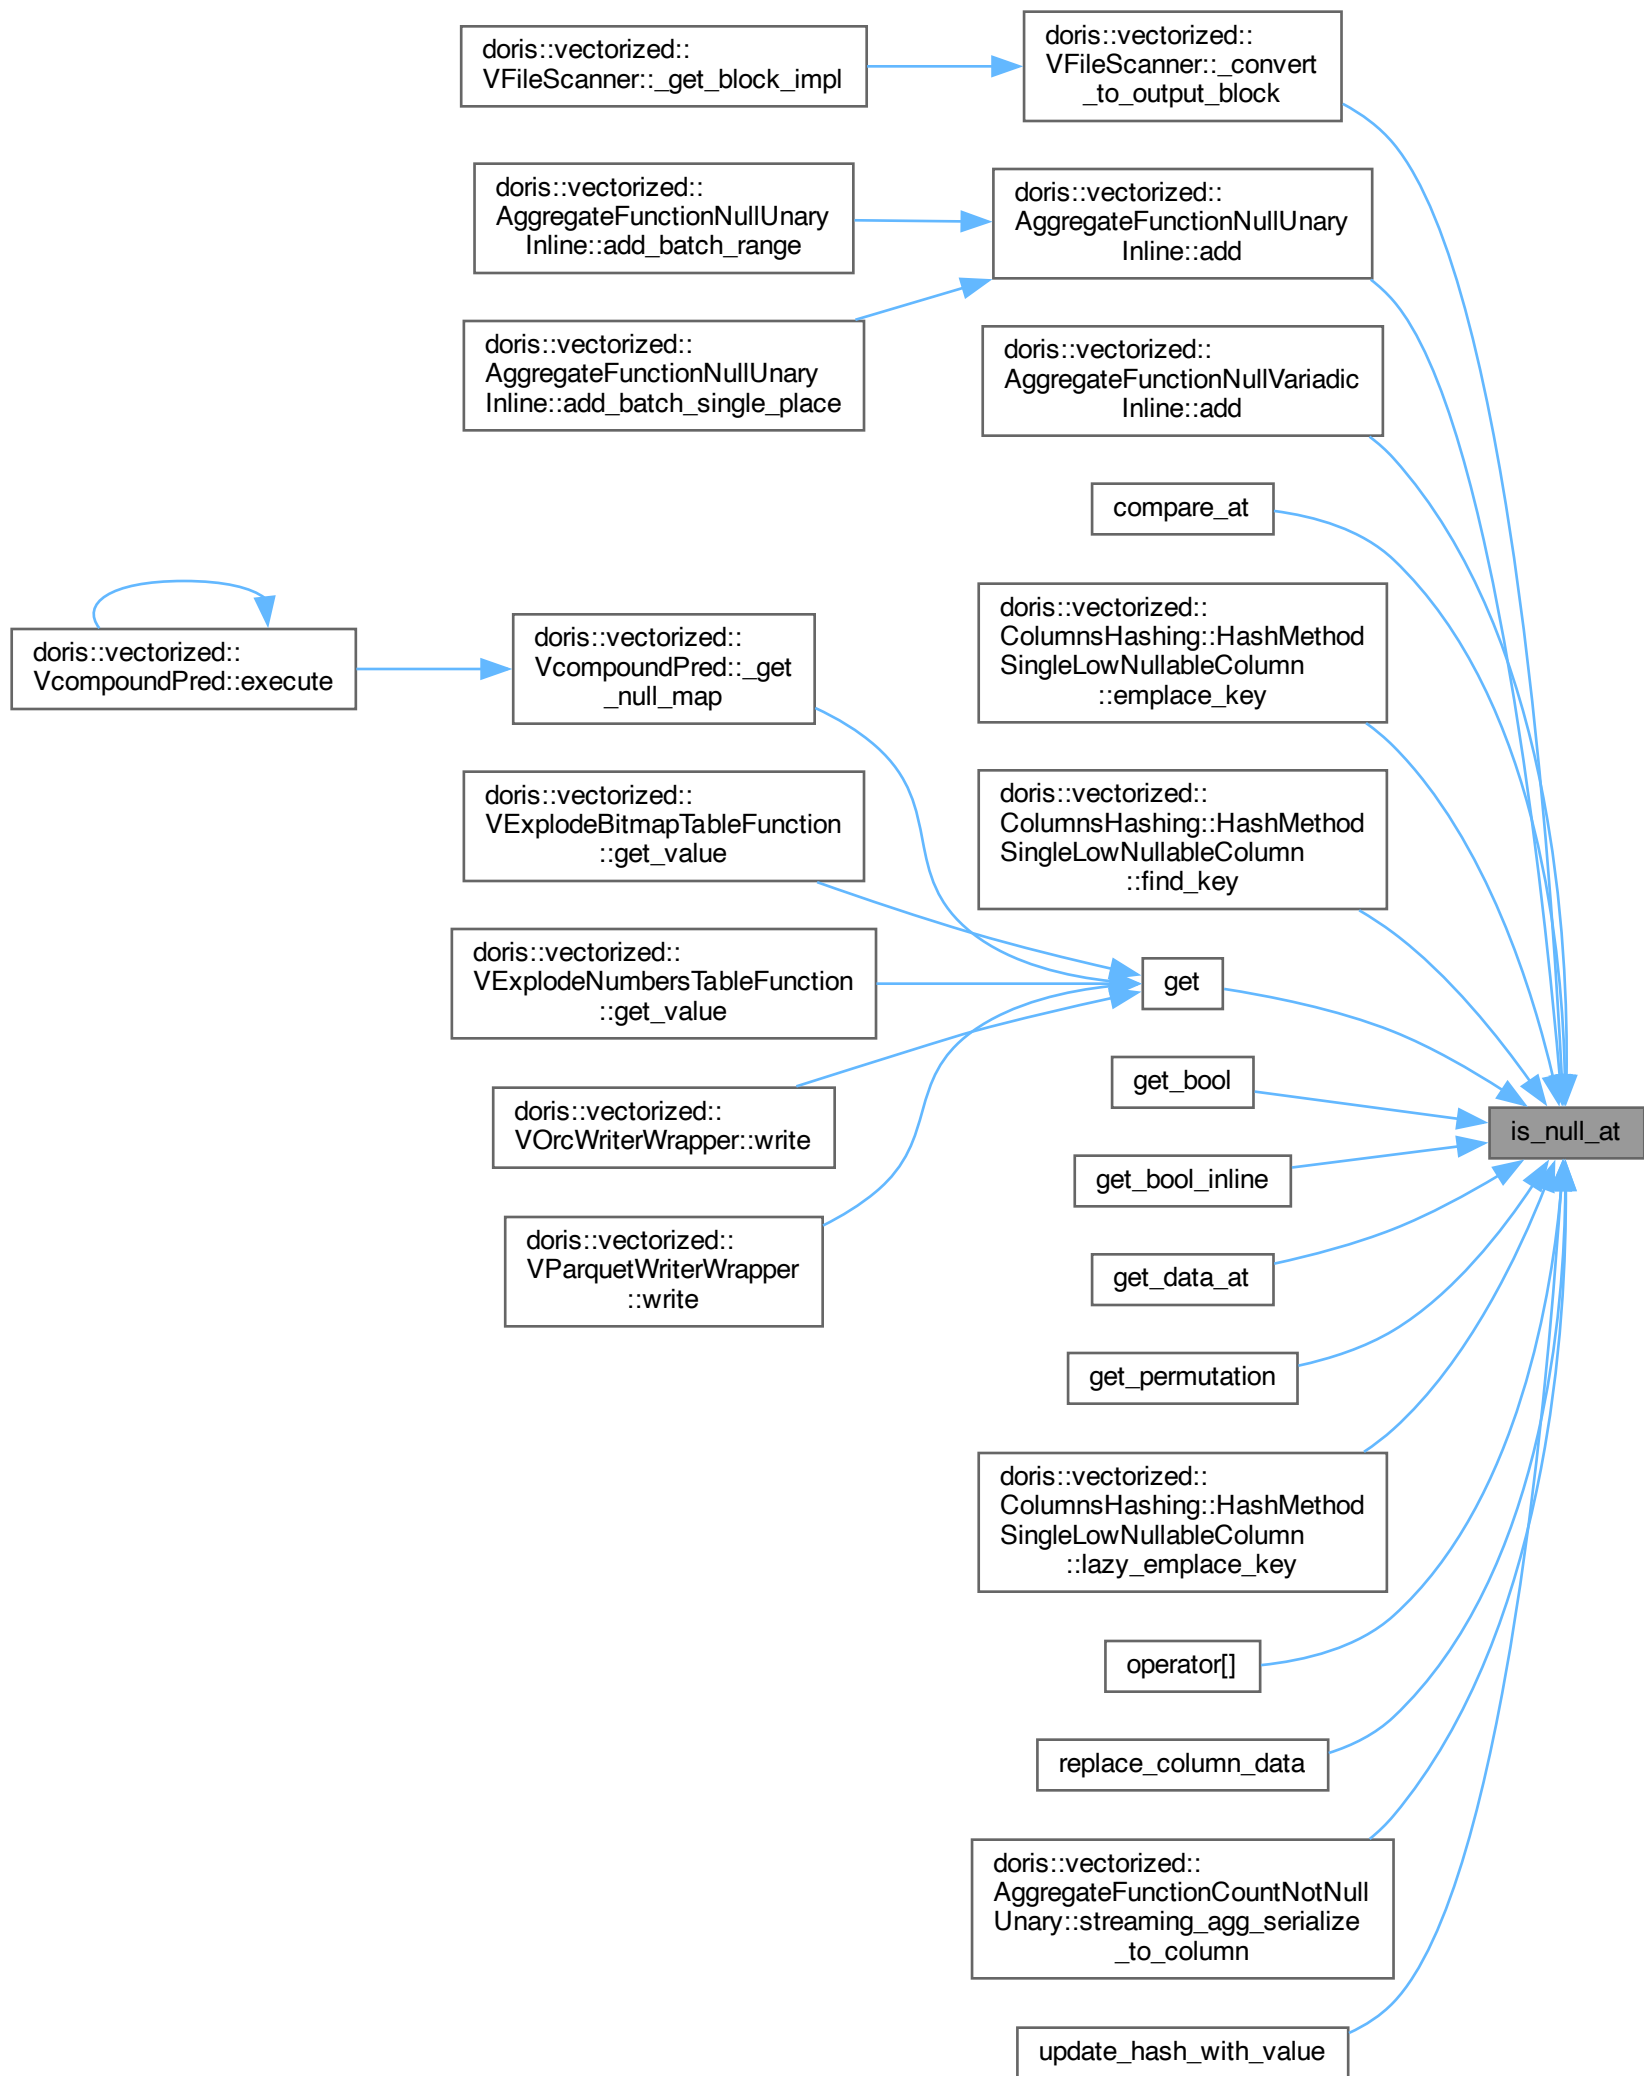 doris::vectorized::
VFileScanner::_get_block_impl
doris::vectorized::
VFileScanner::_convert
_to_output_block
doris::vectorized::
AggregateFunctionNullUnary
Inline::add_batch_range
doris::vectorized::
AggregateFunctionNullUnary
Inline::add
doris::vectorized::
AggregateFunctionNullUnary
Inline::add_batch_single_place
doris::vectorized::
AggregateFunctionNullVariadic
Inline::add
compare_at
doris::vectorized::
VcompoundPred::execute
doris::vectorized::
VcompoundPred::_get
_null_map
doris::vectorized::
ColumnsHashing::HashMethod
SingleLowNullableColumn
::emplace_key
doris::vectorized::
VExplodeBitmapTableFunction
::get_value
doris::vectorized::
ColumnsHashing::HashMethod
SingleLowNullableColumn
::find_key
doris::vectorized::
VExplodeNumbersTableFunction
::get_value
get
doris::vectorized::
VOrcWriterWrapper::write
get_bool
is_null_at
get_bool_inline
doris::vectorized::
VParquetWriterWrapper
::write
get_data_at
get_permutation
doris::vectorized::
ColumnsHashing::HashMethod
SingleLowNullableColumn
::lazy_emplace_key
operator[]
replace_column_data
doris::vectorized::
AggregateFunctionCountNotNull
Unary::streaming_agg_serialize
_to_column
update_hash_with_value